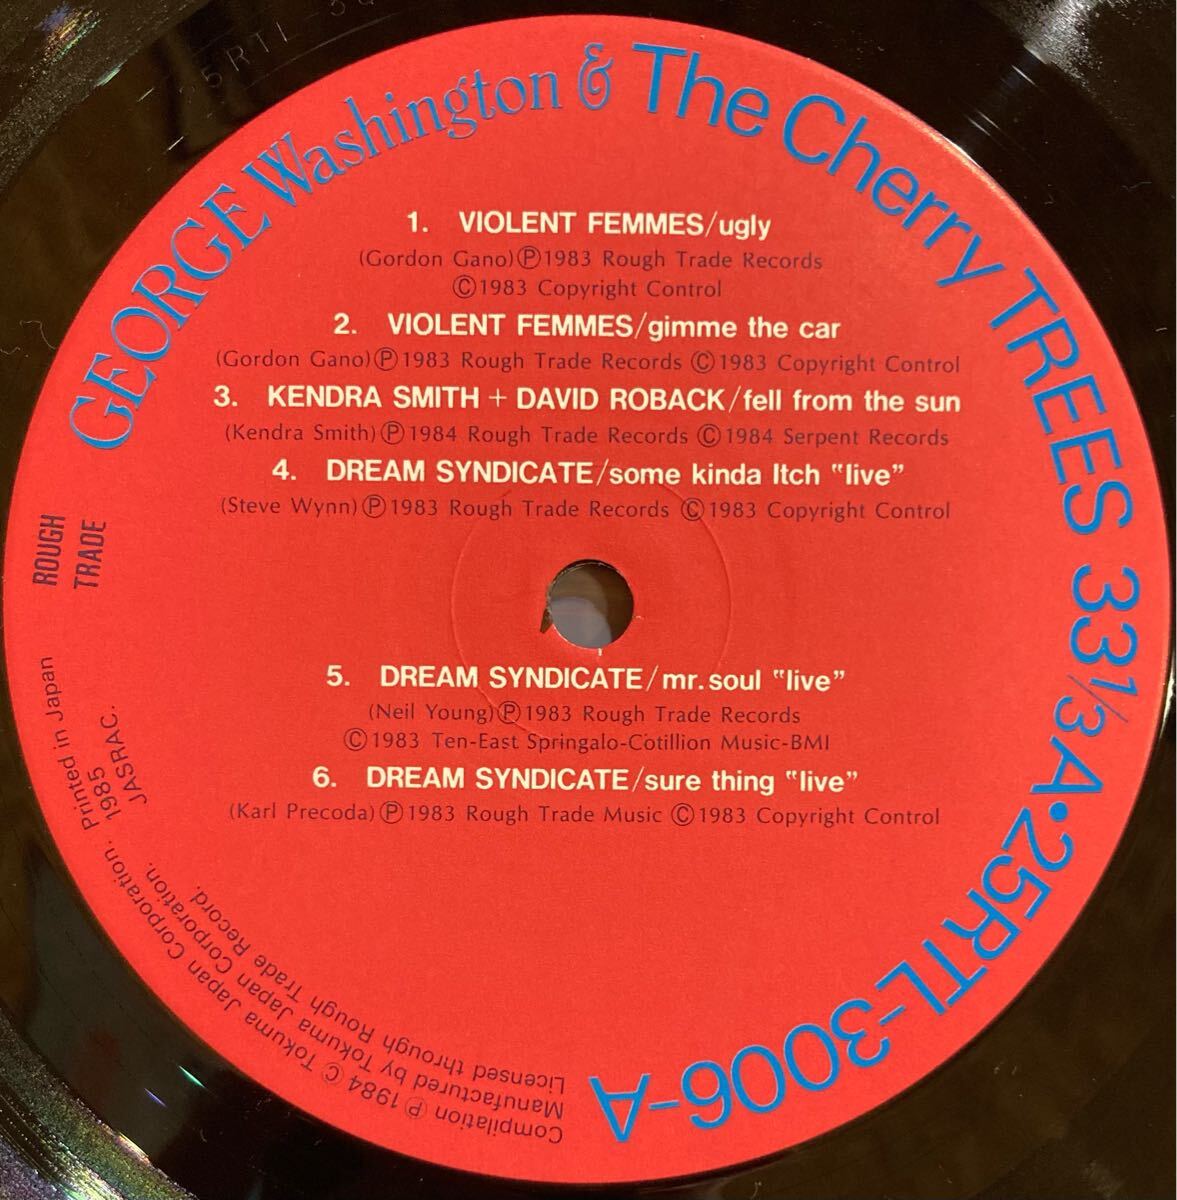 GEORGE Washington & The Cherry TREES 33⅓ A•25RTL-3006-A
1. VIOLENT FEMMES/ugly
(Gordon Gano)Ⓟ1983 Rough Trade Records
©1983 Copyright Control
2. VIOLENT FEMMES/gimme the car
(Gordon Gano)Ⓟ1983 Rough Trade Records ©1983 Copyright Control
3. KENDRA SMITH + DAVID ROBACK/fell from the sun
(Kendra Smith)Ⓟ1984 Rough Trade Records ©1984 Serpent Records
4. DREAM SYNDICATE/some kinda Itch "live"
(Steve Wynn)Ⓟ1983 Rough Trade Records ©1983 Copyright Control
ROUGH
TRADE
5. DREAM SYNDICATE/mr. soul "live"
(Neil Young)Ⓟ1983 Rough Trade Records
©1983 Ten-East Springalo-Cotillion Music-BMI
6. DREAM SYNDICATE/sure thing "live"
(Karl Precoda)Ⓟ1983 Rough Trade Music ©1983 Copyright Control
Compilation Ⓟ 1984 © Tokuma Japan Corporation. Printed in Japan
Manufactured by Tokuma Japan Corporation. 1985
Licensed through Rough Trade Record. JASRAC.